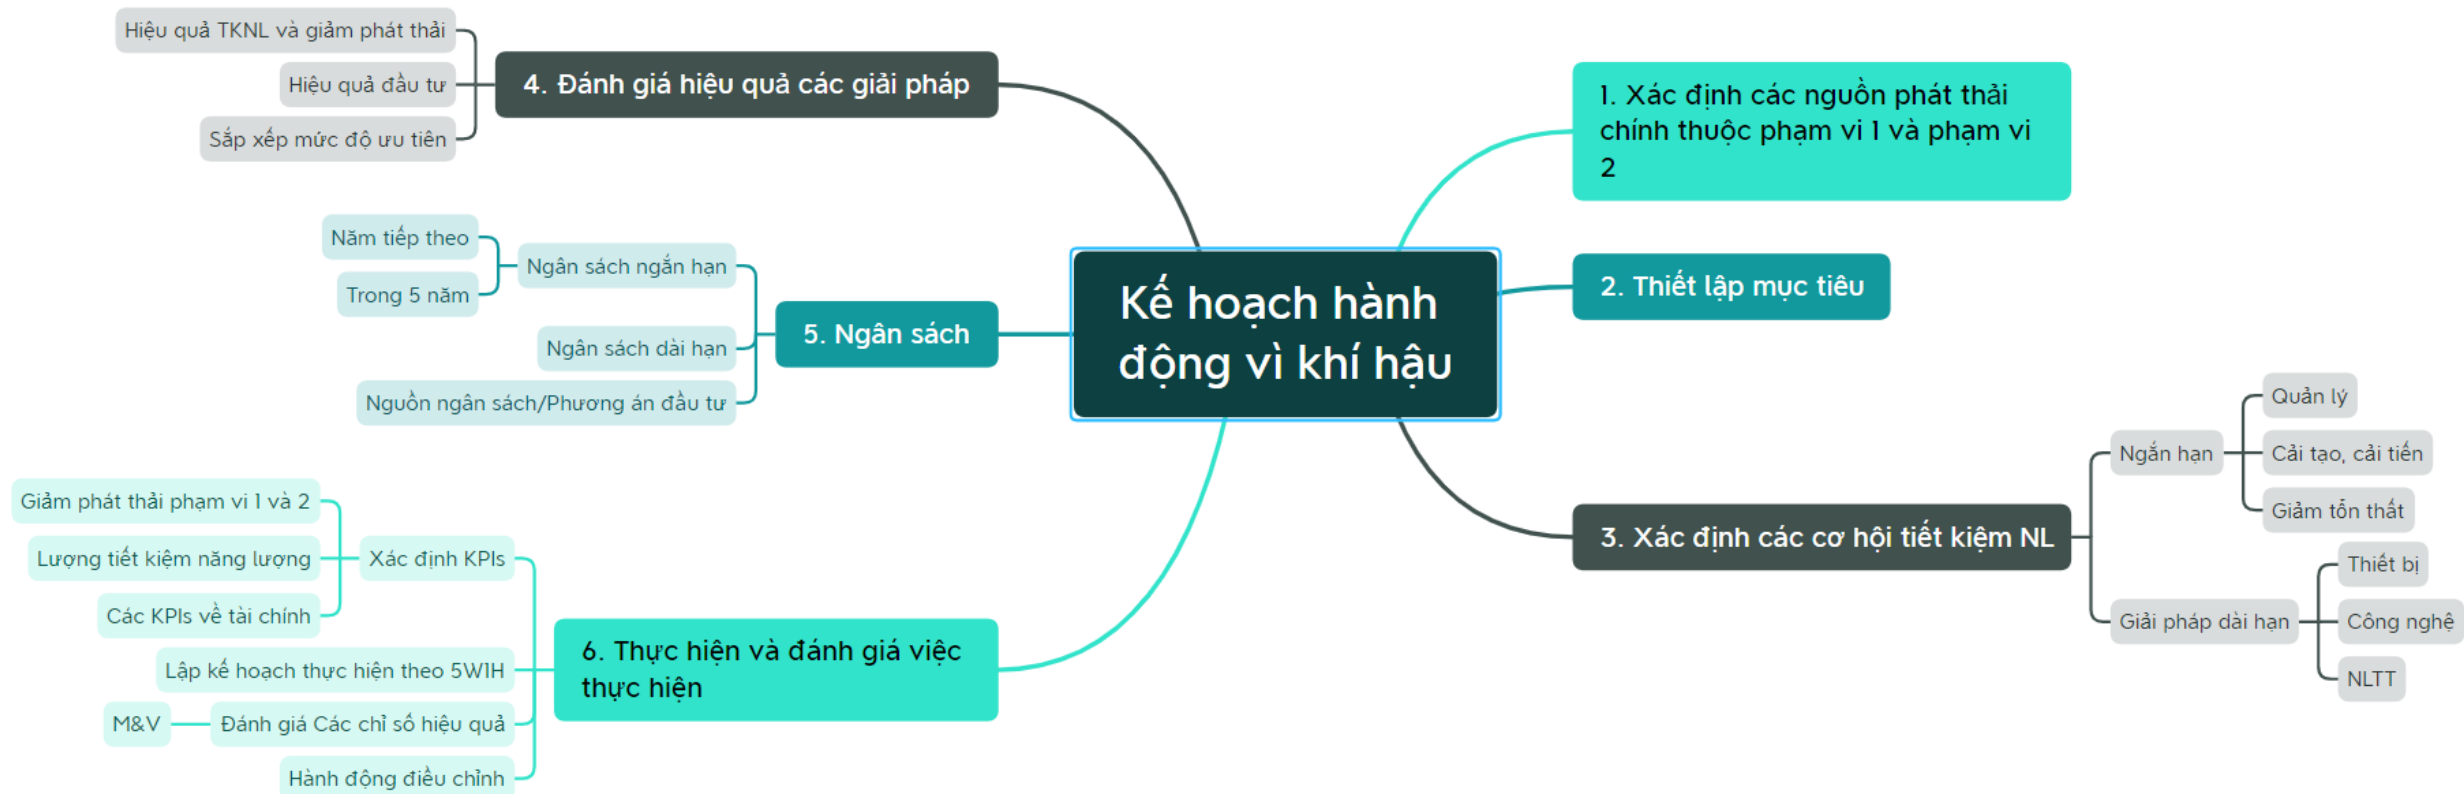 Kế hoạch hành
động vì khí hậu
1. Xác định các nguồn phát thải
chính thuộc phạm vi 1 và phạm vi
2
2. Thiết lập mục tiêu
3. Xác định các cơ hội tiết kiệm NL
Ngắn hạn
Quản lý
Cải tạo, cải tiến
Giảm tổn thất
Giải pháp dài hạn
Thiết bị
Công nghệ
NLTT
4. Đánh giá hiệu quả các giải pháp
Hiệu quả TKNL và giảm phát thải
Hiệu quả đầu tư
Sắp xếp mức độ ưu tiên
5. Ngân sách
Ngân sách ngắn hạn
Năm tiếp theo
Trong 5 năm
Ngân sách dài hạn
Nguồn ngân sách/Phương án đầu tư
6. Thực hiện và đánh giá việc
thực hiện
Xác định KPIs
Giảm phát thải phạm vi 1 và 2
Lượng tiết kiệm năng lượng
Các KPIs về tài chính
Lập kế hoạch thực hiện theo 5W1H
Đánh giá Các chỉ số hiệu quả
M&V
Hành động điều chỉnh